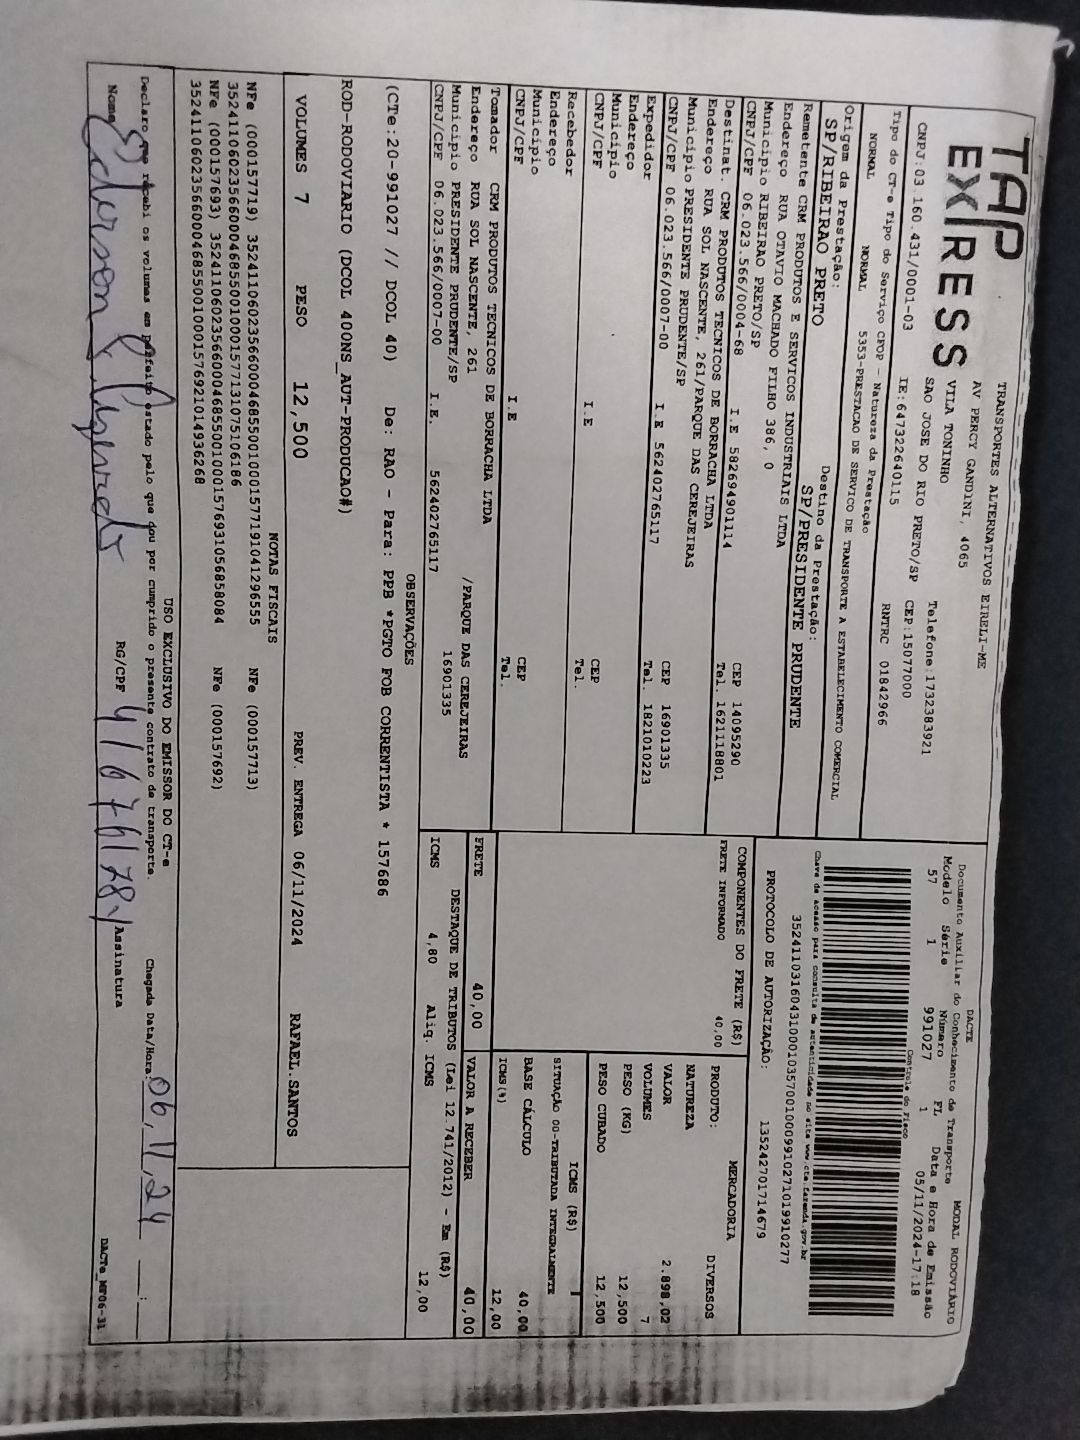 TAP
EXPRESS
TRANSPORTES ALTERNATIVOS EIRELI-ME
AV PERCY GANDINI, 4065
VILA TONINHO
SAO JOSE DO RIO PRETO/SP
Telefone:1732383921
CEP:15077000
CNPJ:03.160.431/0001-03 IE:647322640115 RNTRC 01842966
Tipo do CT-e Tipo do Serviço CFOP - Natureza da Prestação
NORMAL NORMAL 5353-PRESTACAO DE SERVICO DE TRANSPORTE A ESTABELECIMENTO COMERCIAL
Origem da Prestação: Destino da Prestação:
SP/RIBEIRAO PRETO SP/PRESIDENTE PRUDENTE
Remetente CRM PRODUTOS E SERVICOS INDUSTRIAIS LTDA
Endereço RUA OTAVIO MACHADO FILHO 386, 0
Município RIBEIRAO PRETO/SP CEP 14095290
CNPJ/CPF 06.023.566/0004-68 I.E 582694901114 Tel. 1621118801
Destinat. CRM PRODUTOS TECNICOS DE BORRACHA LTDA
Endereço RUA SOL NASCENTE, 261/PARQUE DAS CEREJEIRAS
Município PRESIDENTE PRUDENTE/SP CEP 16901335
CNPJ/CPF 06.023.566/0007-00 I.E 562402765117 Tel. 1821010223
Expedidor
Endereço
Município CEP
CNPJ/CPF I.E Tel.
Recebedor
Endereço
Município CEP
CNPJ/CPF I.E Tel.
Tomador CRM PRODUTOS TECNICOS DE BORRACHA LTDA
Endereço RUA SOL NASCENTE, 261 /PARQUE DAS CEREJEIRAS
Município PRESIDENTE PRUDENTE/SP 16901335
CNPJ/CPF 06.023.566/0007-00 I.E. 562402765117
DACTE MODAL RODOVIÁRIO
Documento Auxiliar do Conhecimento de Transporte
Modelo Série Número FL Data e Hora de Emissão
57 1 991027 1 05/11/2024-17:18
Controle do Fisco
Chave de acesso para consulta de autenticidade no site www.cte.fazenda.gov.br
35241103160431000103570010009910271019910277
PROTOCOLO DE AUTORIZAÇÃO: 135242701714679
COMPONENTES DO FRETE (R$)
FRETE INFORMADO 40,00
MERCADORIA
PRODUTO: DIVERSOS
NATUREZA
VALOR 2.898,02
VOLUMES 7
PESO (KG) 12,500
PESO CUBADO 12,500
ICMS (R$)
SITUAÇÃO 00-TRIBUTADA INTEGRALMENTE
BASE CÁLCULO 40,00
ICMS(%) 12,00
FRETE 40,00 VALOR A RECEBER 40,00
DESTAQUE DE TRIBUTOS (Lei 12.741/2012) - Em (R$)
ICMS 4,80 Aliq. ICMS 12,00
OBSERVAÇÕES
(CTe:20-991027 // DCOL 40) De: RAO - Para: PPB *PGTO FOB CORRENTISTA * 157686
ROD-RODOVIARIO (DCOL 400NS_AUT-PRODUCAO#)
VOLUMES 7 PESO 12,500 PREV. ENTREGA 06/11/2024 RAFAEL.SANTOS
NOTAS FISCAIS
NFe (000157719) 35241106023566000468550010001577191041296555 NFe (000157713)
35241106023566000468550010001577131075106186
NFe (000157693) 35241106023566000468550010001576931056858084 NFe (000157692)
35241106023566000468550010001576921014936268
USO EXCLUSIVO DO EMISSOR DO CT-e
Declaro que recebi os volumes em perfeito estado pelo que dou por cumprido o presente contrato de transporte. Chegada Data/Hora 06,11,24 :
Nome RG/CPF Assinatura
DACTe_MF06-31